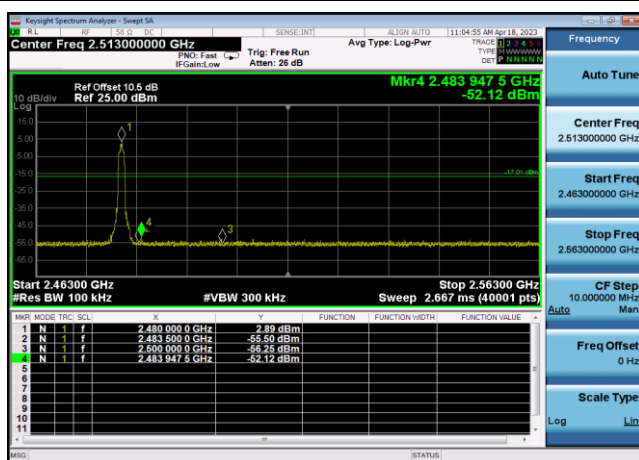 Keysight Spectrum Analyzer - Swept SA
RL RF 50 Ω DC SENSE:INT ALIGN AUTO 11:04:55 AM Apr 18, 2023
Center Freq 2.513000000 GHz
PNO: Fast
IFGain:Low
Trig: Free Run
Atten: 26 dB
Avg Type: Log-Pwr
TRACE 1 2 3 4 5 6
TYPE M WWWWW
DET P N N N N N
Ref Offset 10.5 dB
Ref 25.00 dBm
10 dB/div
Log
Mkr4 2.483 947 5 GHz
-52.12 dBm
15.0
5.00
-5.00
-15.0
-25.0
-35.0
-45.0
-55.0
-65.0
1
4
3
-17.01 dBm
Start 2.46300 GHz
Stop 2.56300 GHz
#Res BW 100 kHz
#VBW 300 kHz
Sweep 2.667 ms (40001 pts)
MKR MODE TRC SCL X Y FUNCTION FUNCTION WIDTH FUNCTION VALUE
1 N 1 f 2.480 000 0 GHz 2.89 dBm
2 N 1 f 2.483 500 0 GHz -55.50 dBm
3 N 1 f 2.500 000 0 GHz -56.25 dBm
4 N 1 f 2.483 947 5 GHz -52.12 dBm
5
6
7
8
9
10
11
MSG
STATUS
Frequency
Auto Tune
Center Freq
2.513000000 GHz
Start Freq
2.463000000 GHz
Stop Freq
2.563000000 GHz
CF Step
10.000000 MHz
Auto Man
Freq Offset
0 Hz
Scale Type
Log Lin